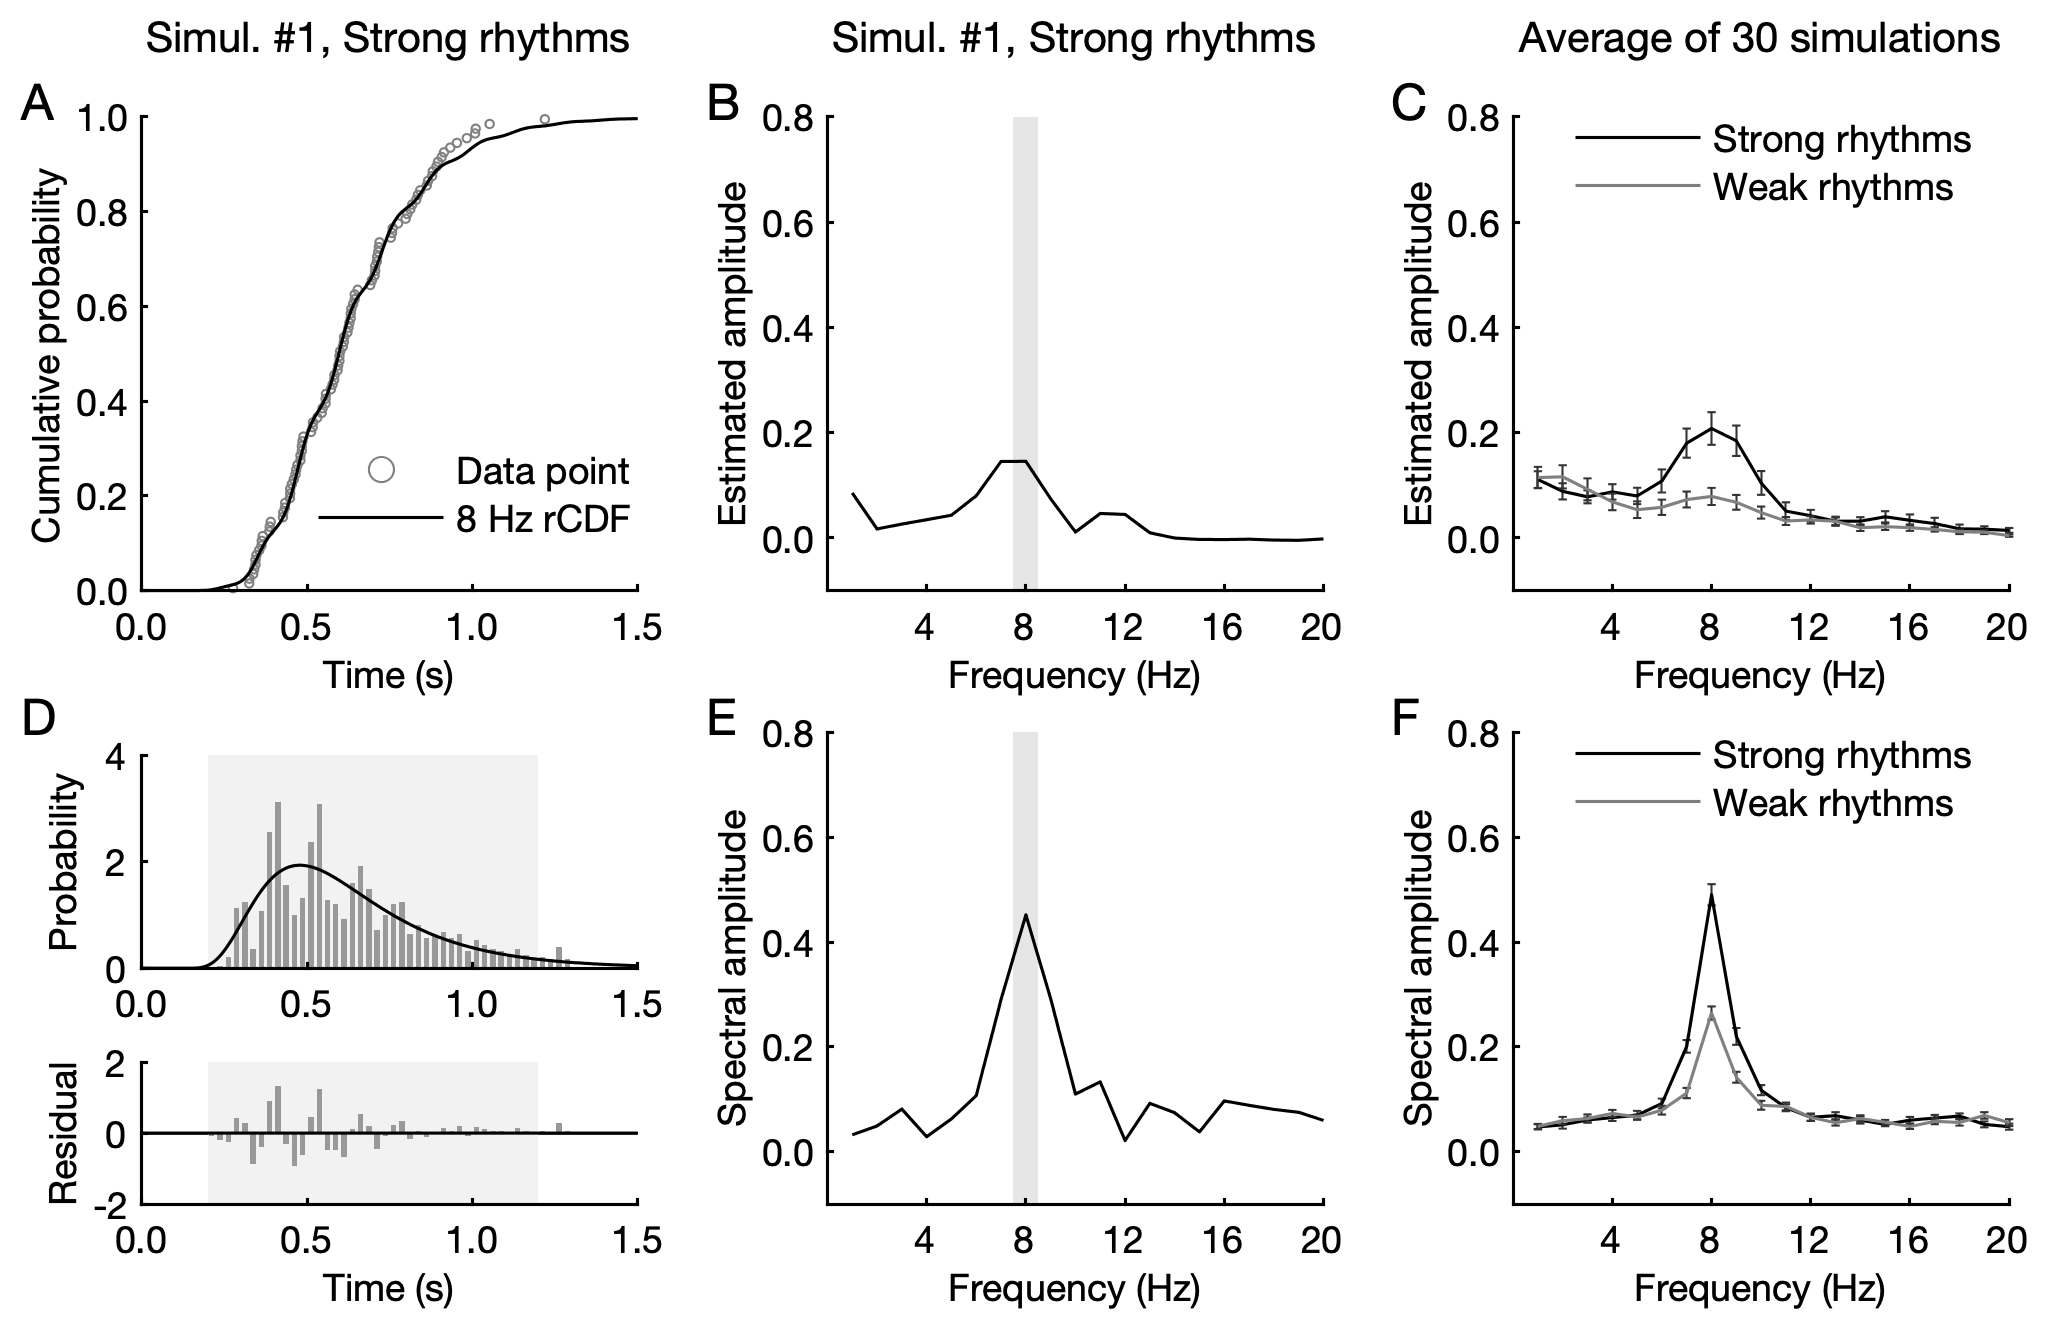 Simul. #1, Strong rhythms
Simul. #1, Strong rhythms
Average of 30 simulations
A
Cumulative probability
1.0
0.8
0.6
0.4
0.2
0.0
Data point
8 Hz rCDF
0.0 0.5 1.0 1.5
Time (s)
B
Estimated amplitude
0.8
0.6
0.4
0.2
0.0
4 8 12 16 20
Frequency (Hz)
C
Estimated amplitude
0.8
0.6
0.4
0.2
0.0
Strong rhythms
Weak rhythms
4 8 12 16 20
Frequency (Hz)
D
Probability
4
2
0
0.0 0.5 1.0 1.5
Residual
2
0
-2
0.0 0.5 1.0 1.5
Time (s)
E
Spectral amplitude
0.8
0.6
0.4
0.2
0.0
4 8 12 16 20
Frequency (Hz)
F
Spectral amplitude
0.8
0.6
0.4
0.2
0.0
Strong rhythms
Weak rhythms
4 8 12 16 20
Frequency (Hz)